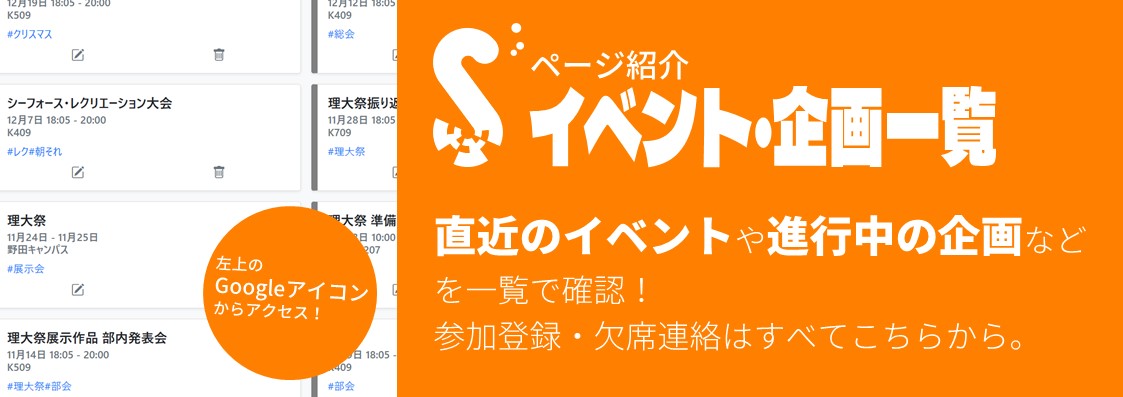 12月19日 18:05 - 20:00
K509
#クリスマス
シーフォース・レクリエーション大会
12月7日 18:05 - 20:00
K409
#レク#朝それ
理大祭
11月24日 - 11月25日
野田キャンパス
#展示会
理大祭展示作品 部内発表会
11月14日 18:05 - 20:00
K509
#理大祭#部会
12月12日 18:05
K409
#総会
理大祭振り返
11月28日 18:05
K709
#理大祭
大祭 準備
10:00
207
18:05
409
#部会
左上の
Googleアイコン
からアクセス！
ページ紹介
イベント・企画一覧
直近のイベントや進行中の企画など
を一覧で確認！
参加登録・欠席連絡はすべてこちらから。